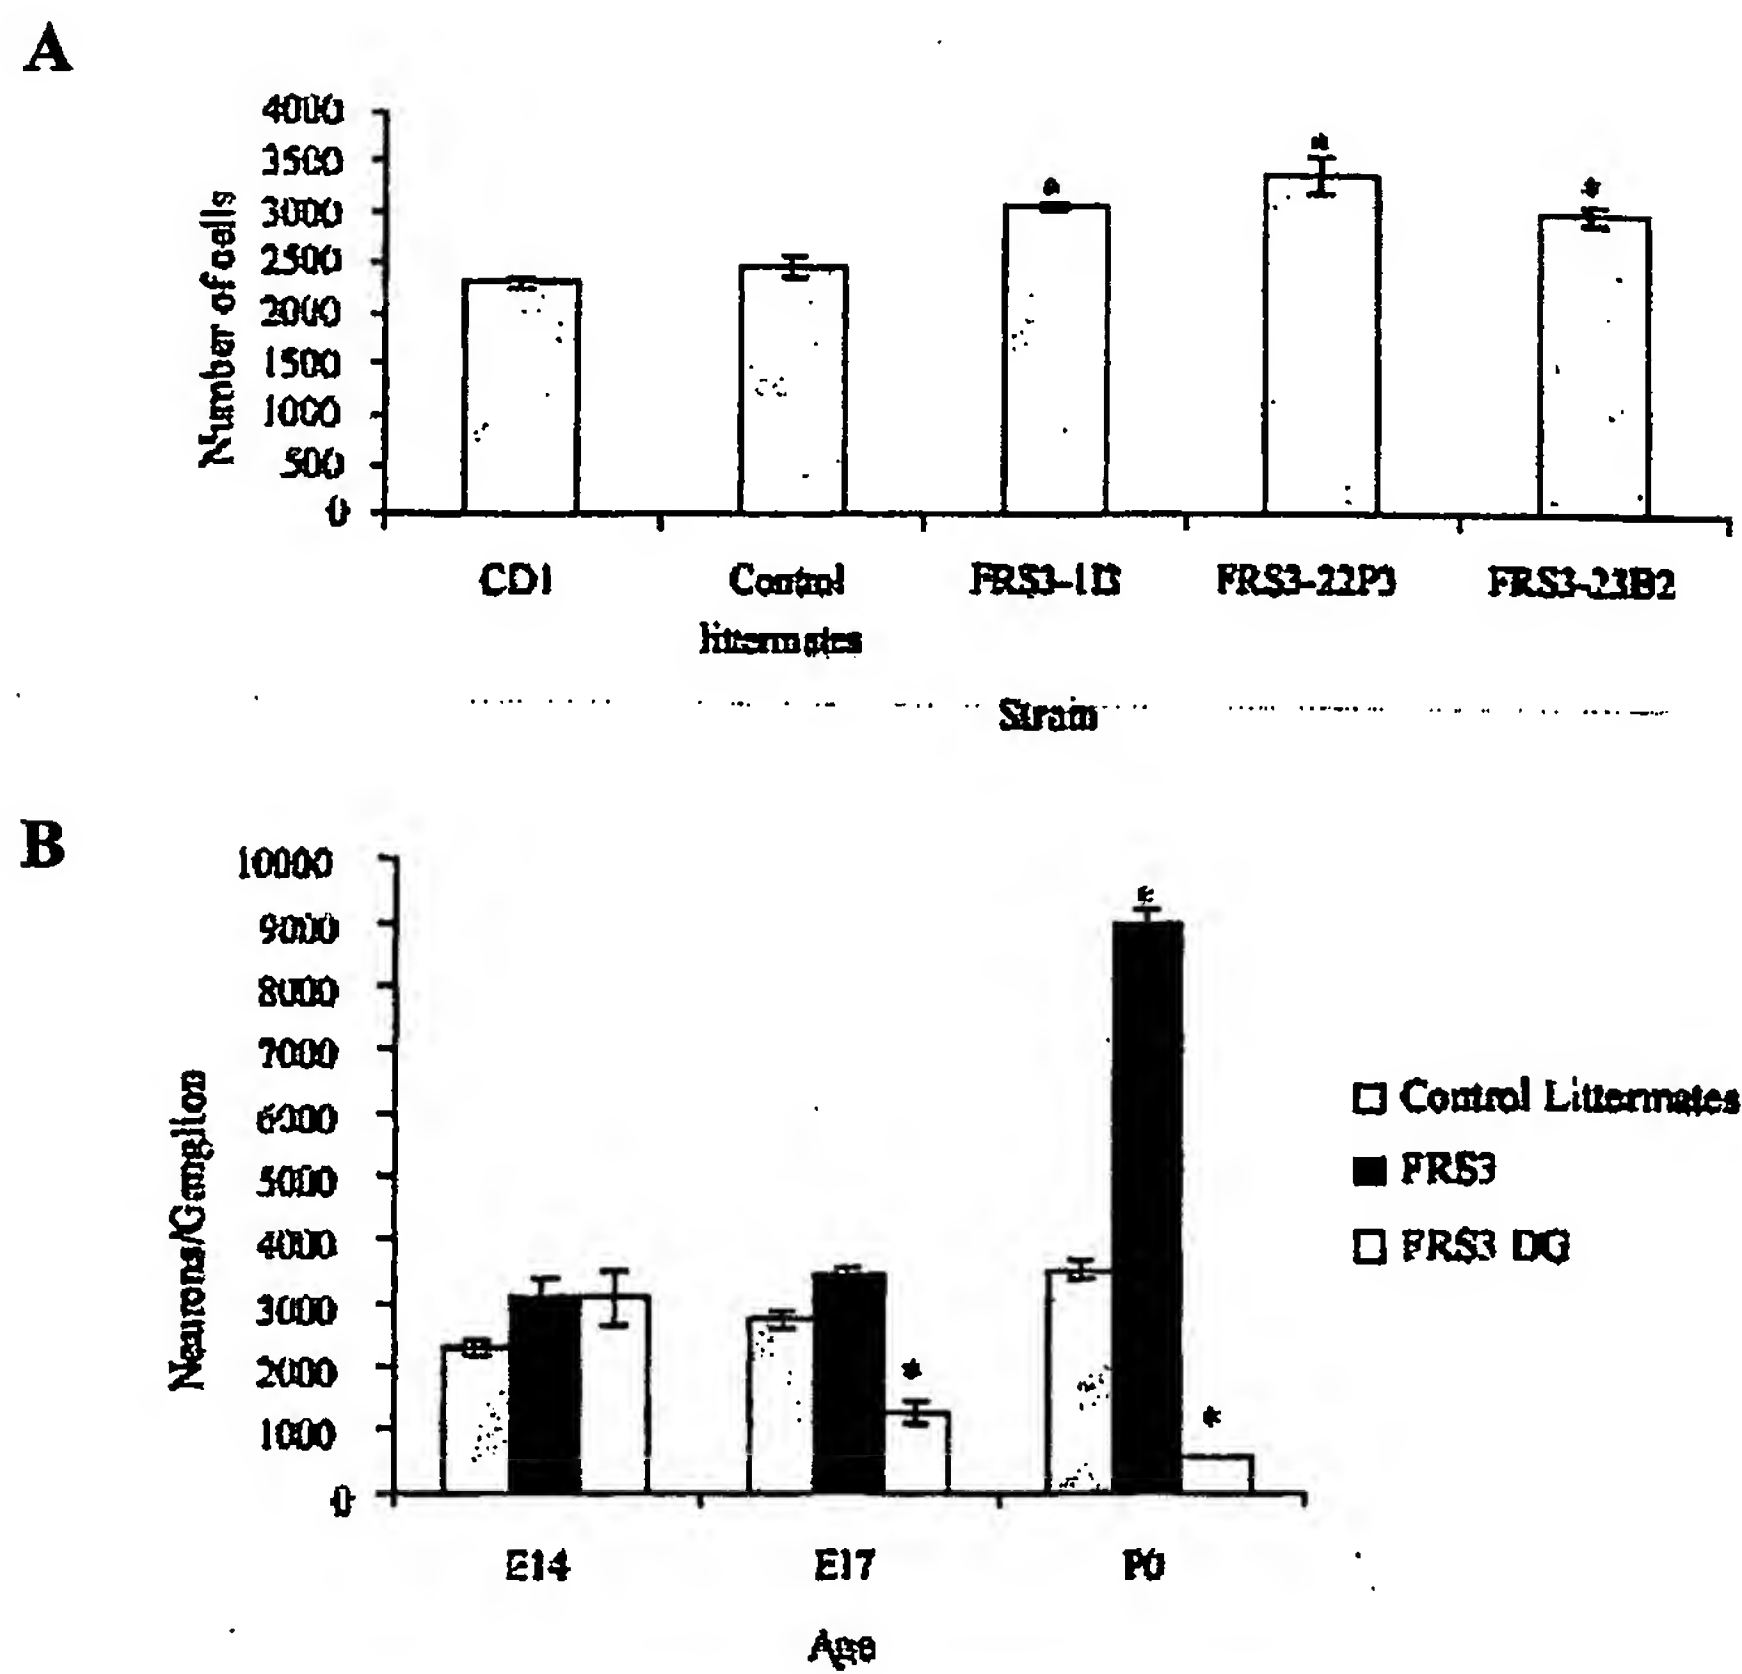 A
4000
3500
3000
2500
2000
1500
1000
500
0
Number of cells
CD1
Control
littermates
FRS3-1B
FRS3-22P3
FRS3-23B2
Strain
B
10000
9000
8000
7000
6000
5000
4000
3000
2000
1000
0
Neurons/Ganglion
E14
E17
P0
Age
Control Littermates
FRS3
FRS3 DG